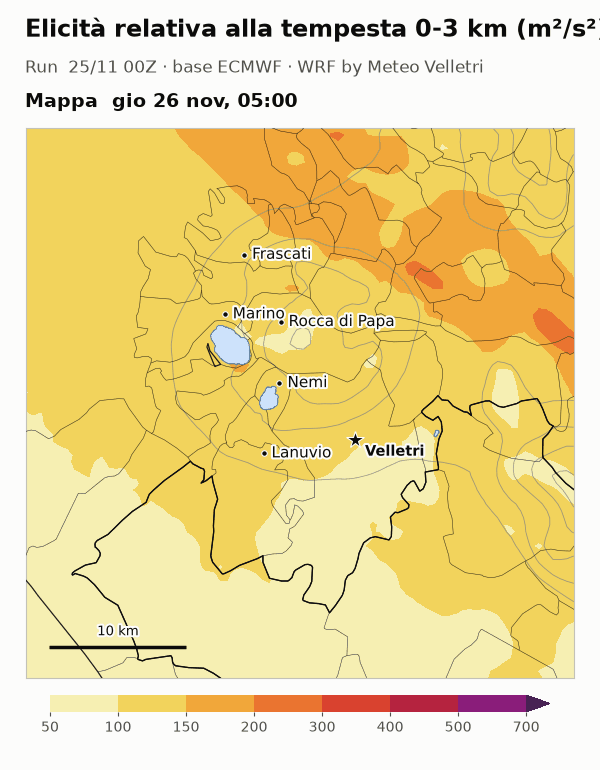 Elicità relativa alla tempesta 0-3 km (m²/s²)
Run 25/11 00Z · base ECMWF · WRF by Meteo Velletri
Mappa gio 26 nov, 05:00
Frascati
Marino
Rocca di Papa
Nemi
Velletri
Lanuvio
10 km
50 100 150 200 300 400 500 700